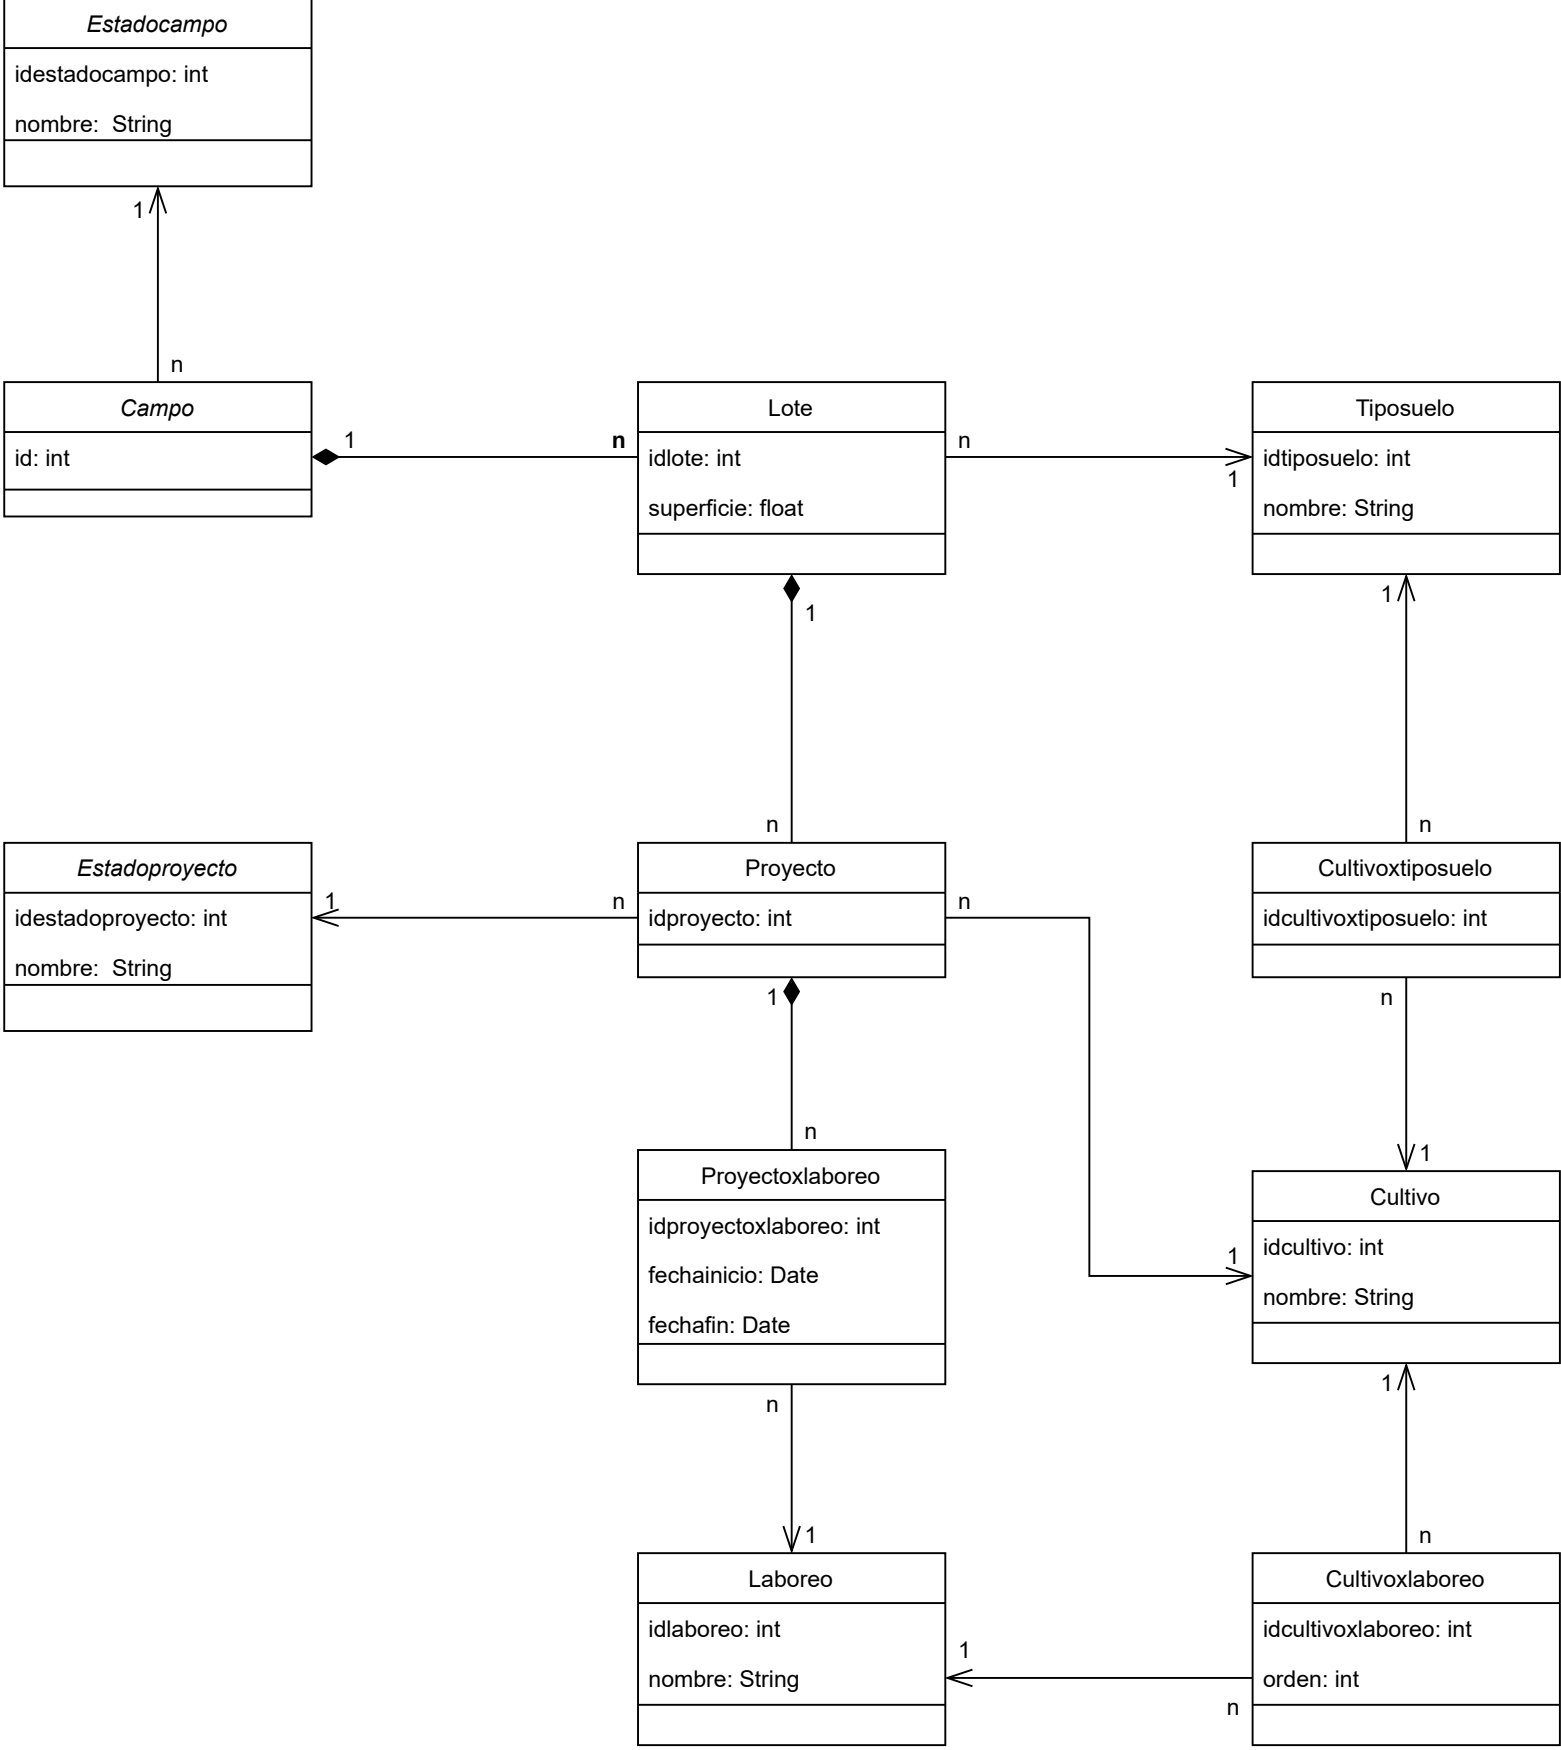 Estadocampo
idestadocampo: int
nombre:  String
1
n
Campo
id: int
1
n
Lote
idlote: int
superficie: float
n
1
Tiposuelo
idtiposuelo: int
nombre: String
1
1
n
n
Estadoproyecto
idestadoproyecto: int
nombre:  String
1
n
Proyecto
idproyecto: int
n
Cultivoxtiposuelo
idcultivoxtiposuelo: int
1
n
n
1
Proyectoxlaboreo
idproyectoxlaboreo: int
fechainicio: Date
fechafin: Date
1
Cultivo
idcultivo: int
nombre: String
n
1
1
n
Laboreo
idlaboreo: int
nombre: String
1
n
Cultivoxlaboreo
idcultivoxlaboreo: int
orden: int